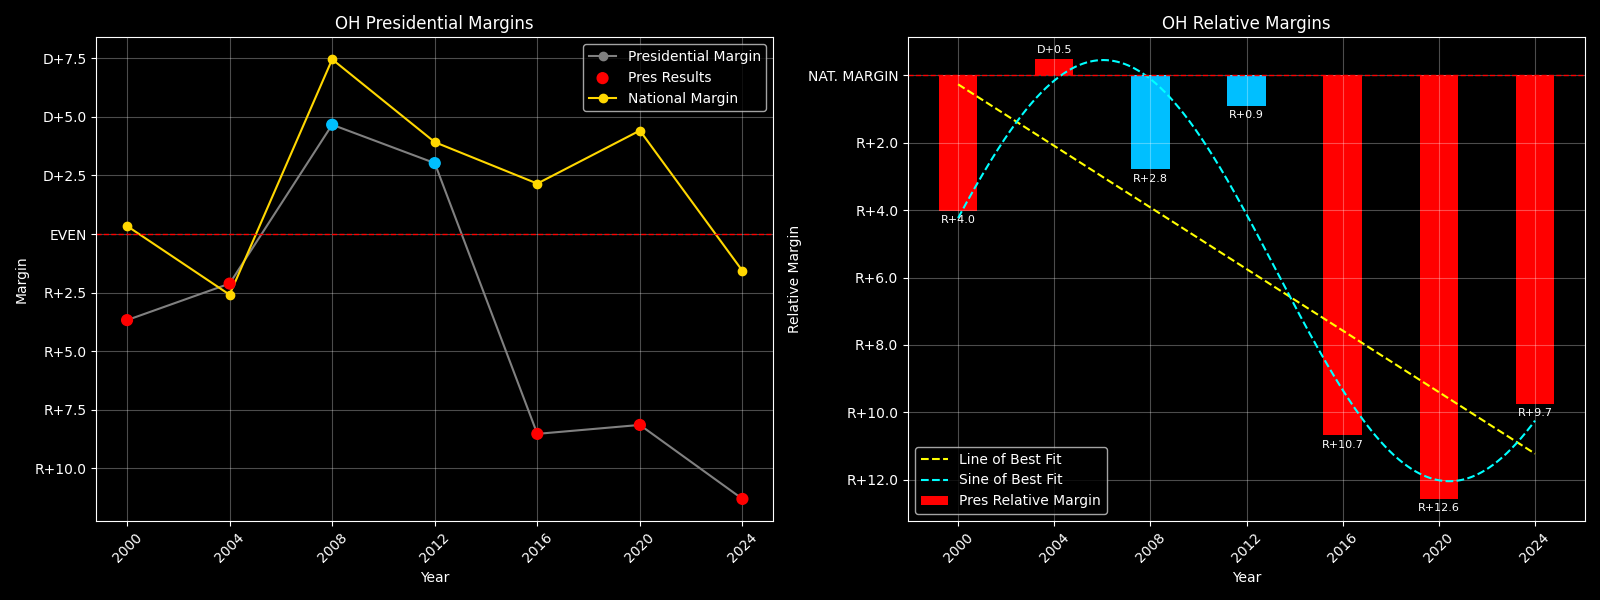 OH Presidential Margins
D+7.5
D+5.0
D+2.5
EVEN
R+2.5
R+5.0
R+7.5
R+10.0
Margin
Presidential Margin
Pres Results
National Margin
2000
2004
2008
2012
2016
2020
2024
Year
OH Relative Margins
NAT. MARGIN
R+2.0
R+4.0
R+6.0
R+8.0
R+10.0
R+12.0
Relative Margin
R+4.0
D+0.5
R+2.8
R+0.9
R+10.7
R+12.6
R+9.7
Line of Best Fit
Sine of Best Fit
Pres Relative Margin
2000
2004
2008
2012
2016
2020
2024
Year